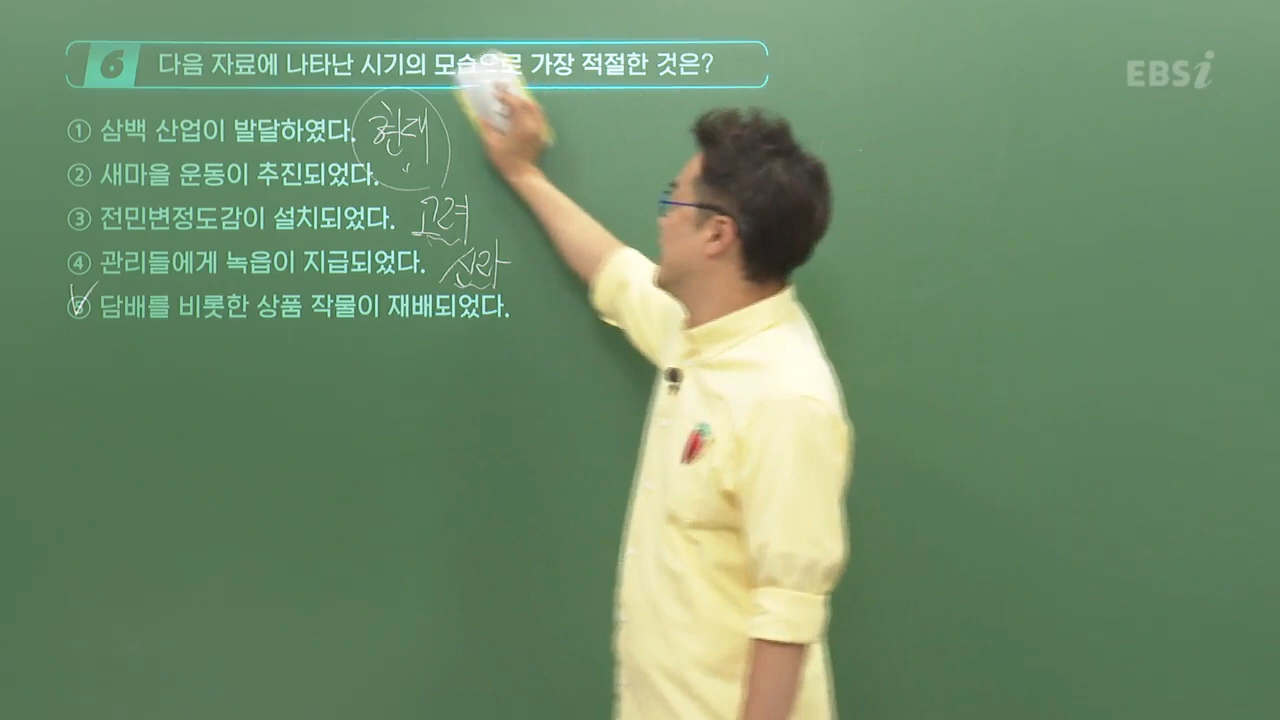 6 다음 자료에 나타난 시기의 모습으로 가장 적절한 것은?
EBSi
① 삼백 산업이 발달하였다. 현대
② 새마을 운동이 추진되었다.
③ 전민변정도감이 설치되었다. 고려
④ 관리들에게 녹읍이 지급되었다. 신라
⑤ 담배를 비롯한 상품 작물이 재배되었다.